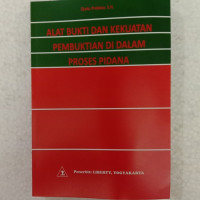 ALAT BUKTI DAN KEKUATAN
PEMBUKTIAN DI DALAM
PROSES PIDANA
Penerbit LIBERTY, YOGYAKARTA